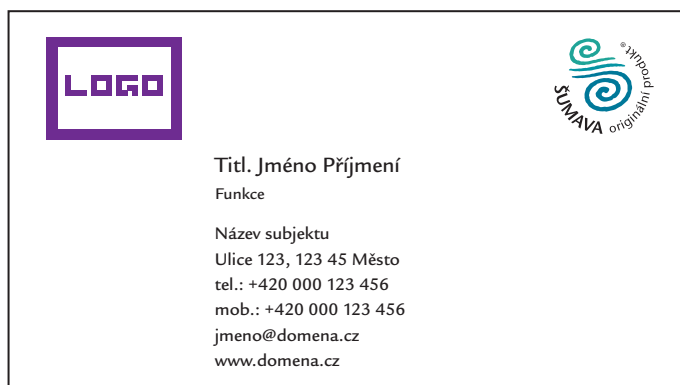 LOGO
ŠUMAVA originální produkt®
Titl. Jméno Příjmení
Funkce
Název subjektu
Ulice 123, 123 45 Město
tel.: +420 000 123 456
mob.: +420 000 123 456
jmeno@domena.cz
www.domena.cz